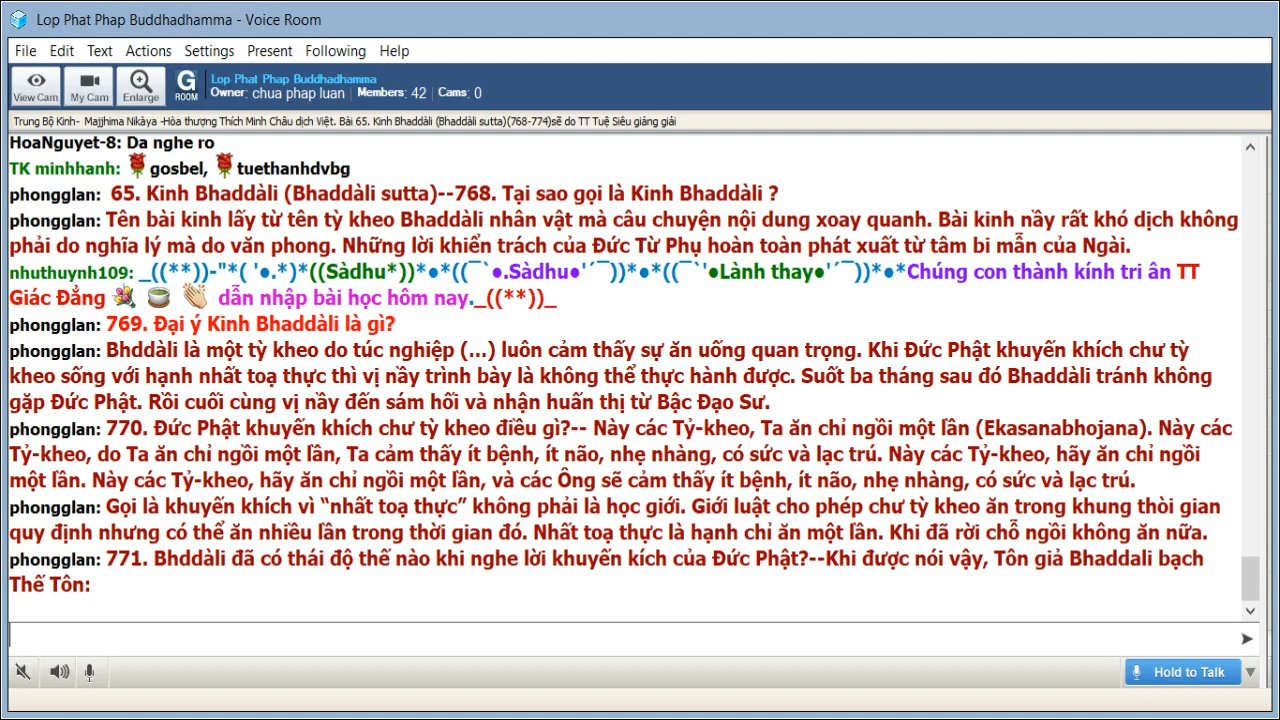 Lop Phat Phap Buddhadhamma - Voice Room
File Edit Text Actions Settings Present Following Help
View Cam My Cam Enlarge G ROOM
Lop Phat Phap Buddhadhamma
Owner: chua phap luan | Members: 42 | Cams: 0
Trung Bộ Kinh- Majjhima Nikàya -Hòa thượng Thích Minh Châu dịch Việt. Bài 65. Kinh Bhaddàli (Bhaddàli sutta)(768-774)sẽ do TT Tuệ Siêu giảng giải
HoaNguyet-8: Da nghe ro
TK minhhanh: 🌹gosbel, 🌹tuethanhdvbg
phongglan: 65. Kinh Bhaddàli (Bhaddàli sutta)--768. Tại sao gọi là Kinh Bhaddàli ?
phongglan: Tên bài kinh lấy từ tên tỳ kheo Bhaddàli nhân vật mà câu chuyện nội dung xoay quanh. Bài kinh nầy rất khó dịch không
phải do nghĩa lý mà do văn phong. Những lời khiển trách của Đức Từ Phụ hoàn toàn phát xuất từ tâm bi mẫn của Ngài.
nhuthuynh109: _((**))-"*( '●.*)*((Sàdhu*))*●*((¯`●.Sàdhu●'´¯))*●*((¯`'●Lành thay●'´¯))*●*Chúng con thành kính tri ân TT
Giác Đẳng 💐 🍵 👏 dẫn nhập bài học hôm nay._((**))_
phongglan: 769. Đại ý Kinh Bhaddàli là gì?
phongglan: Bhddàli là một tỳ kheo do túc nghiệp (...) luôn cảm thấy sự ăn uống quan trọng. Khi Đức Phật khuyến khích chư tỳ
kheo sống với hạnh nhất toạ thực thì vị nầy trình bày là không thể thực hành được. Suốt ba tháng sau đó Bhaddàli tránh không
gặp Đức Phật. Rồi cuối cùng vị nầy đến sám hối và nhận huấn thị từ Bậc Đạo Sư.
phongglan: 770. Đức Phật khuyến khích chư tỳ kheo điều gì?-- Này các Tỷ-kheo, Ta ăn chỉ ngồi một lần (Ekasanabhojana). Này các
Tỷ-kheo, do Ta ăn chỉ ngồi một lần, Ta cảm thấy ít bệnh, ít não, nhẹ nhàng, có sức và lạc trú. Này các Tỷ-kheo, hãy ăn chỉ ngồi
một lần. Này các Tỷ-kheo, hãy ăn chỉ ngồi một lần, và các Ông sẽ cảm thấy ít bệnh, ít não, nhẹ nhàng, có sức và lạc trú.
phongglan: Gọi là khuyến khích vì “nhất toạ thực” không phải là học giới. Giới luật cho phép chư tỳ kheo ăn trong khung thòi gian
quy định nhưng có thể ăn nhiều lần trong thời gian đó. Nhất toạ thực là hạnh chỉ ăn một lần. Khi đã rời chỗ ngồi không ăn nữa.
phongglan: 771. Bhddàli đã có thái độ thế nào khi nghe lời khuyến kích của Đức Phật?--Khi được nói vậy, Tôn giả Bhaddali bạch
Thế Tôn:
Hold to Talk